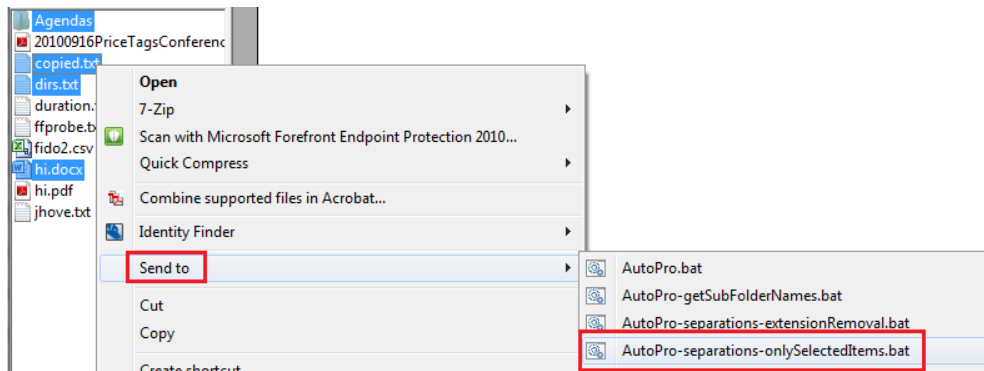 Agendas
20100916PriceTagsConferenc
copied.txt
dirs.txt
duration.
ffprobe.tx
fido2.csv
hi.docx
hi.pdf
jhove.txt
Open
7-Zip
Scan with Microsoft Forefront Endpoint Protection 2010...
Quick Compress
Combine supported files in Acrobat...
Identity Finder
Send to
Cut
Copy
Create shortcut
AutoPro.bat
AutoPro-getSubFolderNames.bat
AutoPro-separations-extensionRemoval.bat
AutoPro-separations-onlySelectedItems.bat